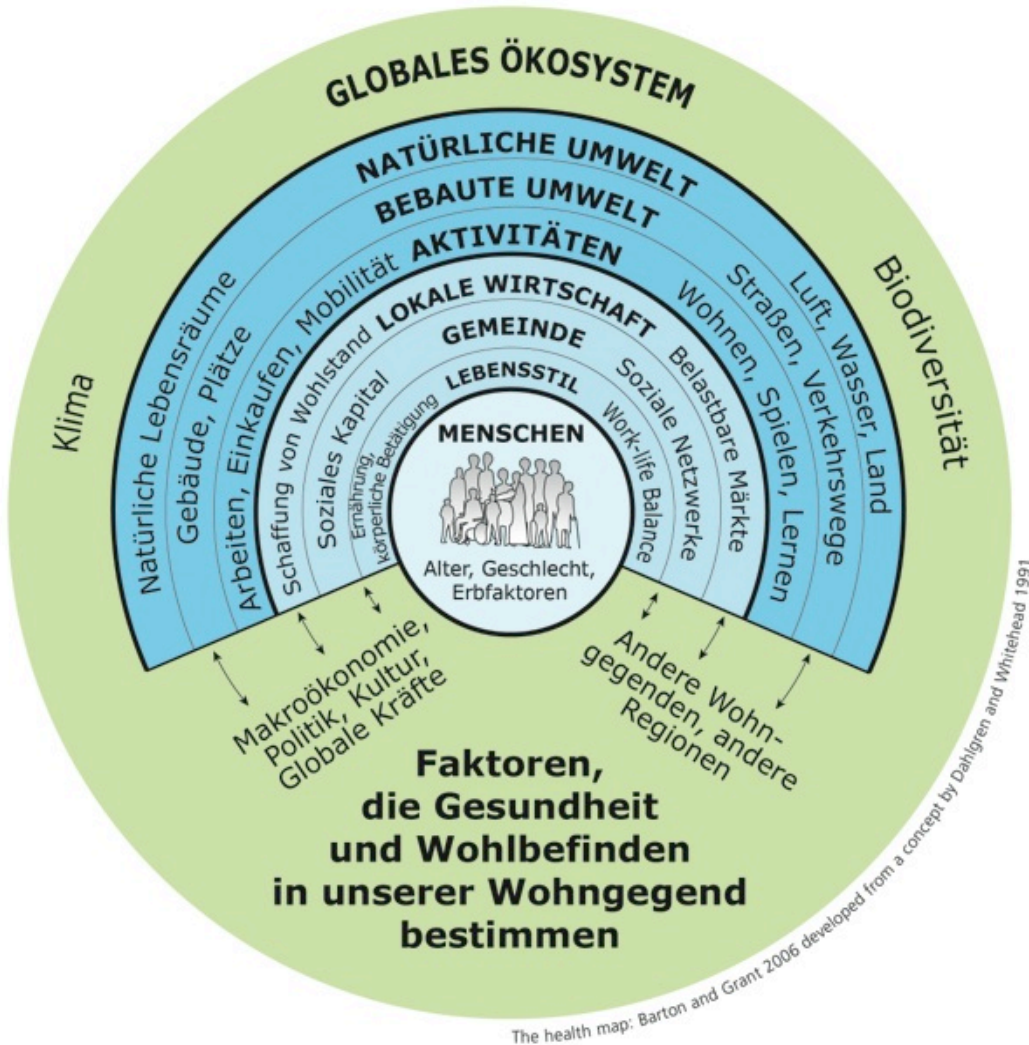 GLOBALES ÖKOSYSTEM
Klima
Biodiversität
NATÜRLICHE UMWELT
Natürliche Lebensräume
Luft, Wasser, Land
BEBAUTE UMWELT
Gebäude, Plätze
Straßen, Verkehrswege
AKTIVITÄTEN
Arbeiten, Einkaufen, Mobilität
Wohnen, Spielen, Lernen
LOKALE WIRTSCHAFT
Schaffung von Wohlstand
Belastbare Märkte
GEMEINDE
Soziales Kapital
Soziale Netzwerke
LEBENSSTIL
Ernährung,
körperliche Betätigung
Work-life Balance
MENSCHEN
Alter, Geschlecht,
Erbfaktoren
Makroökonomie,
Politik, Kultur,
Globale Kräfte
Andere Wohn-
gegenden, andere
Regionen
Faktoren,
die Gesundheit
und Wohlbefinden
in unserer Wohngegend
bestimmen
The health map: Barton and Grant 2006 developed from a concept by Dahlgren and Whitehead 1991